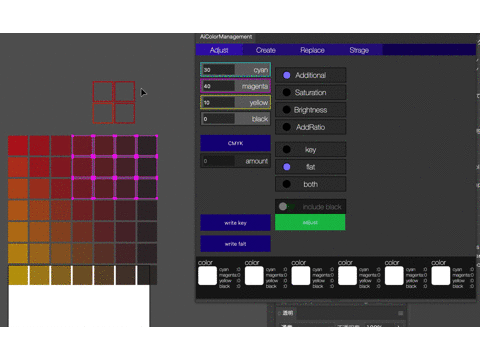 AiColorManagement
Adjust Create Replace Strage
30 cyan
40 magenta
10 yellow
0 black
CMYK
0 amount
Additional
Saturation
Brightness
AddRatio
key
flat
both
include black
adjust
write key
write falt
color color color color color color
cyan :0 cyan :0 cyan :0 cyan :0 cyan :0 cyan :0
magenta:0 magenta:0 magenta:0 magenta:0 magenta:0 magenta:0
yellow :0 yellow :0 yellow :0 yellow :0 yellow :0 yellow :0
black :0 black :0 black :0 black :0 black :0 black :0
透明